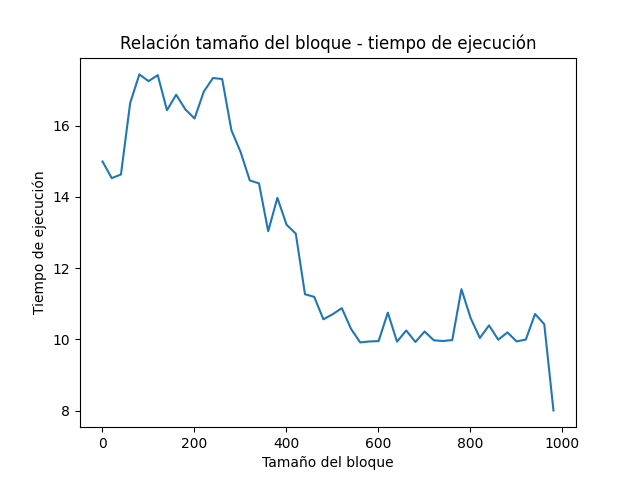 Relación tamaño del bloque - tiempo de ejecución
Tiempo de ejecución
16
14
12
10
8
0 200 400 600 800 1000
Tamaño del bloque